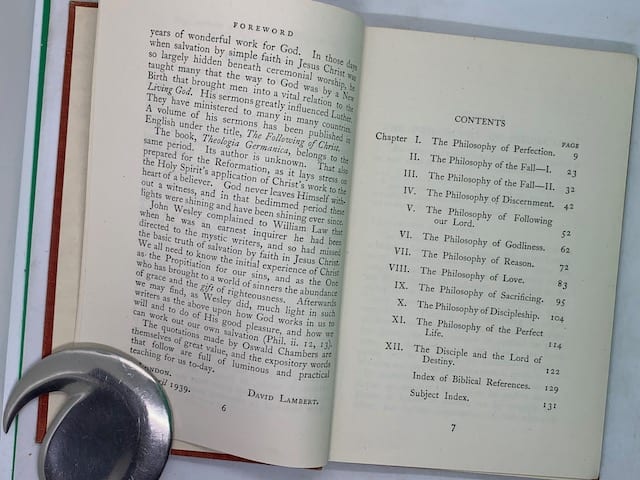 FOREWORD
years of wonderful work for God. In those days
when salvation by simple faith in Jesus Christ was
so largely hidden beneath ceremonial worship, he
taught many that the way to God was by a New
Birth that brought men into a vital relation to the
Living God. His sermons greatly influenced Luther.
They have ministered to many in many countries.
A volume of his sermons has been published in
English under the title, The Following of Christ.
The book, Theologia Germanica, belongs to the
same period. Its author is unknown. That also
prepared for the Reformation, as it lays stress on
the Holy Spirit's application of Christ's work to the
heart of a believer. God never leaves Himself with-
out a witness, and in that bedimmed period these
lights were shining and have been shining ever since.
John Wesley complained to William Law that
when he was an earnest inquirer he had been
directed to the mystic writers, and so had missed
the basic truth of salvation by faith in Jesus Christ.
We all need to know the initial experience of Christ
as the Propitiation for our sins, and as the One
who has brought to a world of sinners the abundance
of grace and the gift of righteousness. Afterwards
we may find, as Wesley did, much light in such
writers as the above upon how God works in us to
will and to do of His good pleasure, and how we
can work out our own salvation (Phil. ii. 12, 13).
The quotations made by Oswald Chambers are
themselves of great value, and the expository words
that follow are full of luminous and practical
teaching for us to-day.
DAVID LAMBERT.
LONDON.
1939.
6
CONTENTS
PAGE
Chapter I. The Philosophy of Perfection. 9
II. The Philosophy of the Fall—I. 23
III. The Philosophy of the Fall—II. 32
IV. The Philosophy of Discernment. 42
V. The Philosophy of Following
our Lord. 52
VI. The Philosophy of Godliness. 62
VII. The Philosophy of Reason. 72
VIII. The Philosophy of Love. 83
IX. The Philosophy of Sacrificing. 95
X. The Philosophy of Discipleship. 104
XI. The Philosophy of the Perfect
Life. 114
XII. The Disciple and the Lord of
Destiny. 122
Index of Biblical References. 129
Subject Index. 131
7